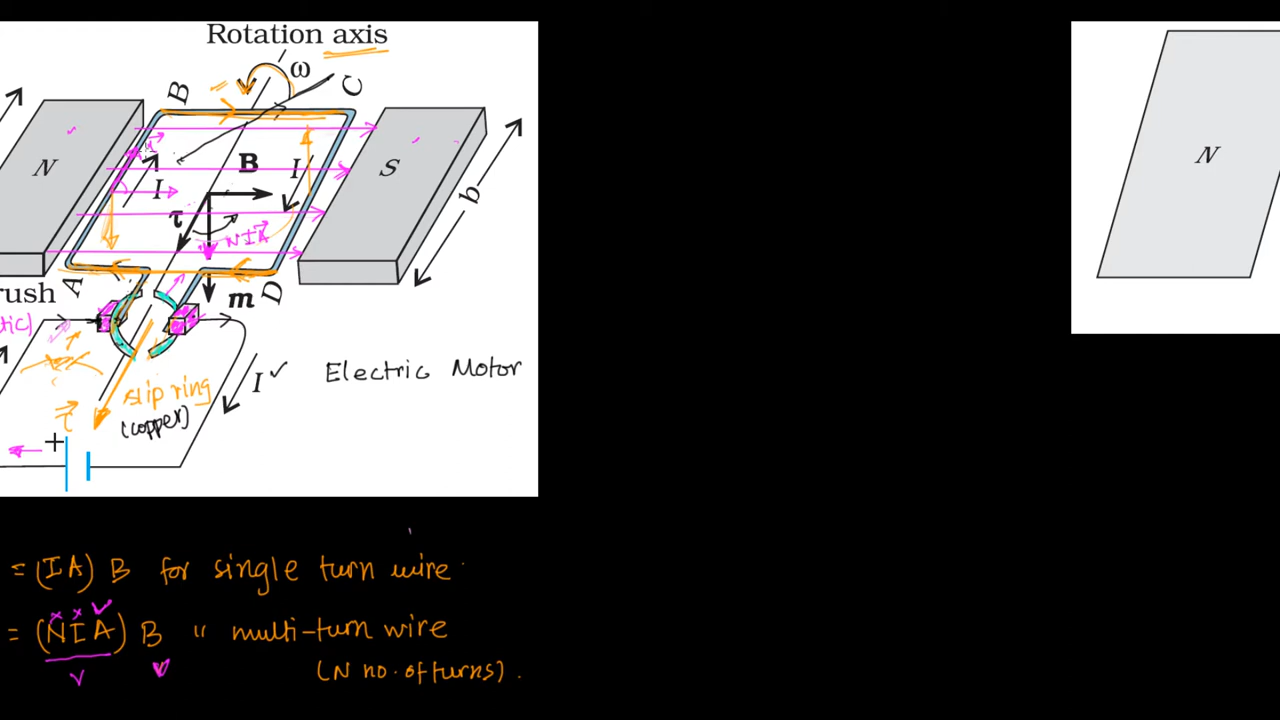 Rotation axis
ω
B
C
N
B
I
I
S
b
τ
NIA
A
D
m
rush
tic)
slip ring
(copper)
I ✓
Electric Motor
τ
+
N
= (IA) B for single turn wire
= (NIA) B " multi-turn wire
(N no. of turns).